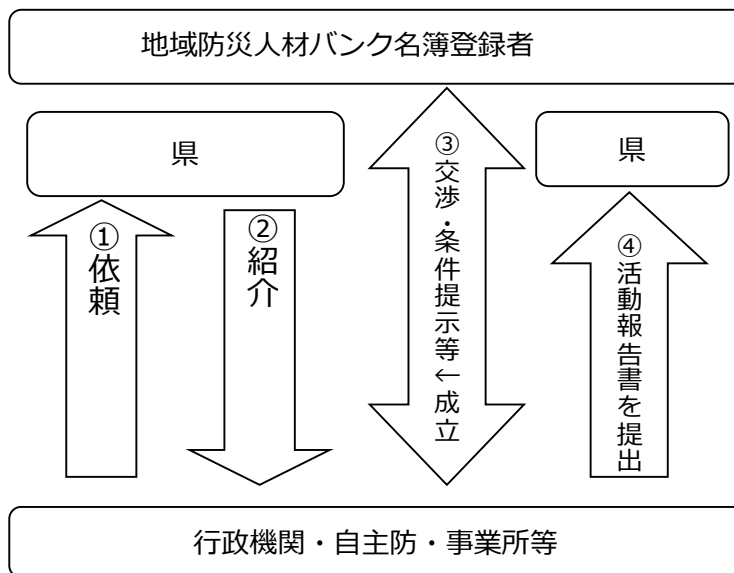 地域防災人材バンク名簿登録者
県
県
①依頼
②紹介
③交渉・条件提示等←成立
④活動報告書を提出
行政機関・自主防・事業所等